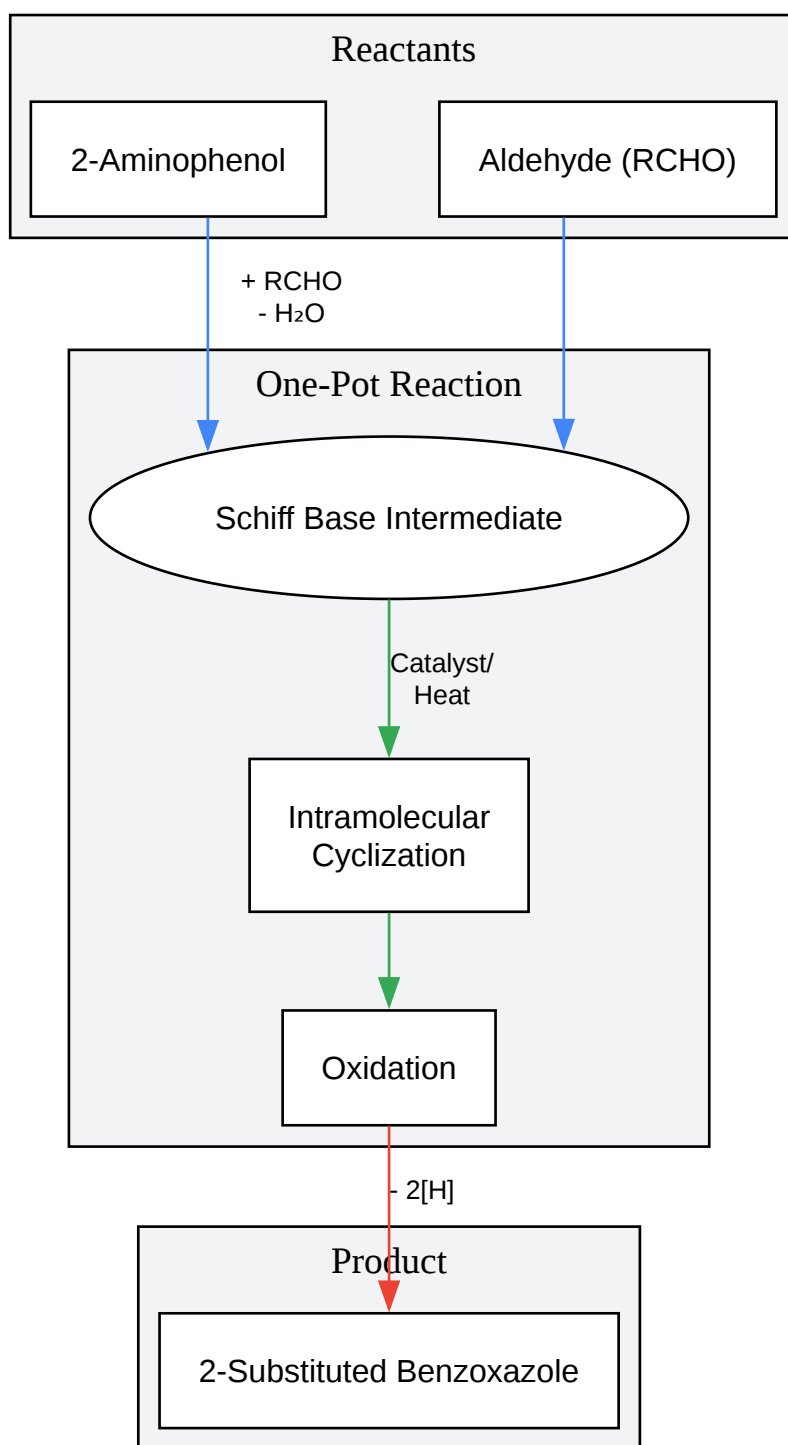 Reactants
2-Aminophenol
Aldehyde (RCHO)
+ RCHO
- H₂O
One-Pot Reaction
Schiff Base Intermediate
Catalyst/
Heat
Intramolecular
Cyclization
Oxidation
- 2[H]
Product
2-Substituted Benzoxazole